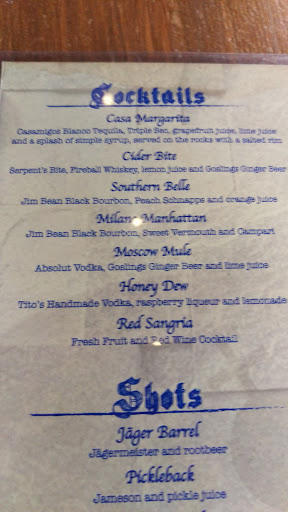 Cocktails
Casa Margarita
Casamigos Blanco Tequila, Triple Sec, grapefruit juice, lime juice
and a splash of simple syrup, served on the rocks with a salted rim
Cider Bite
Serpent's Bite, Fireball Whiskey, lemon juice and Goslings Ginger Beer
Southern Belle
Jim Bean Black Bourbon, Peach Schnapps and orange juice
Milano Manhattan
Jim Bean Black Bourbon, Sweet Vermouth and Campari
Moscow Mule
Absolut Vodka, Goslings Ginger Beer and lime juice
Honey Dew
Tito's Handmade Vodka, raspberry liqueur and lemonade
Red Sangria
Fresh Fruit and Red Wine Cocktail
Shots
Jäger Barrel
Jägermeister and rootbeer
Pickleback
Jameson and pickle juice